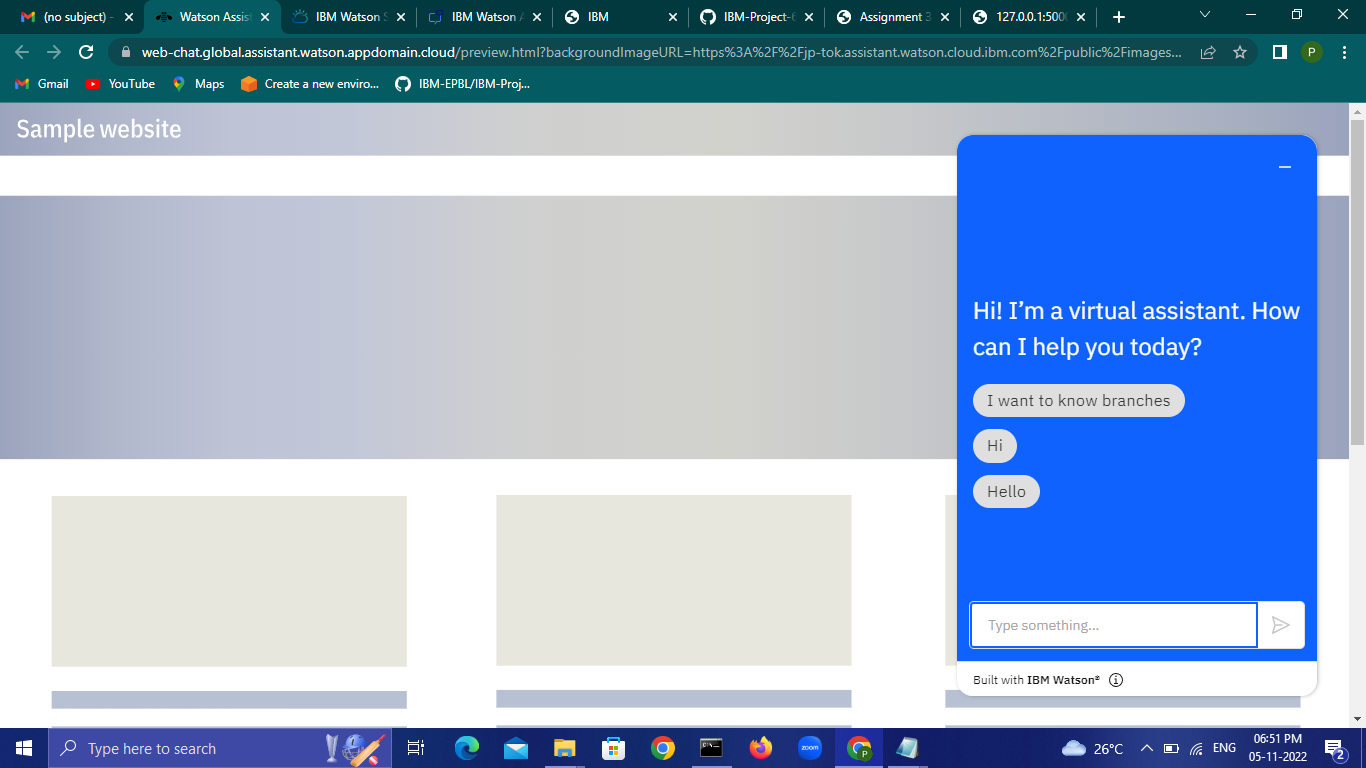 (no subject) -
Watson Assis
IBM Watson S
IBM Watson A
IBM
IBM-Project-6
Assignment 3
127.0.0.1:5000
web-chat.global.assistant.watson.appdomain.cloud/preview.html?backgroundImageURL=https%3A%2F%2Fjp-tok.assistant.watson.cloud.ibm.com%2Fpublic%2Fimages...
P
Gmail
YouTube
Maps
Create a new enviro...
IBM-EPBL/IBM-Proj...
Sample website
Hi! I'm a virtual assistant. How
can I help you today?
I want to know branches
Hi
Hello
Type something...
Built with IBM Watson®
Type here to search
zoom
P
26°C
ENG
06:51 PM
05-11-2022
2